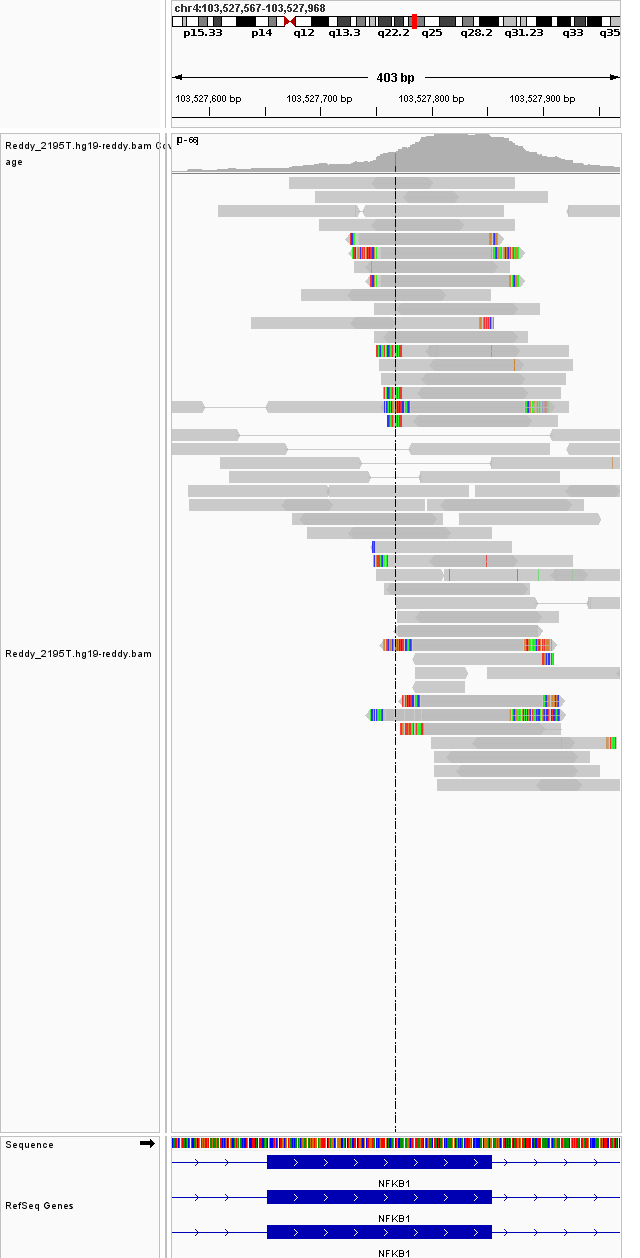 chr4:103,527,567-103,527,968
p15.33 p14 q12 q13.3 q22.2 q25 q28.2 q31.23 q33 q35
403 bp
103,527,600 bp 103,527,700 bp 103,527,800 bp 103,527,900 bp
Reddy_2195T.hg19-reddy.bam Cov
age
[0-66]
Reddy_2195T.hg19-reddy.bam
Sequence
NFKB1
RefSeq Genes
NFKB1
NFKB1